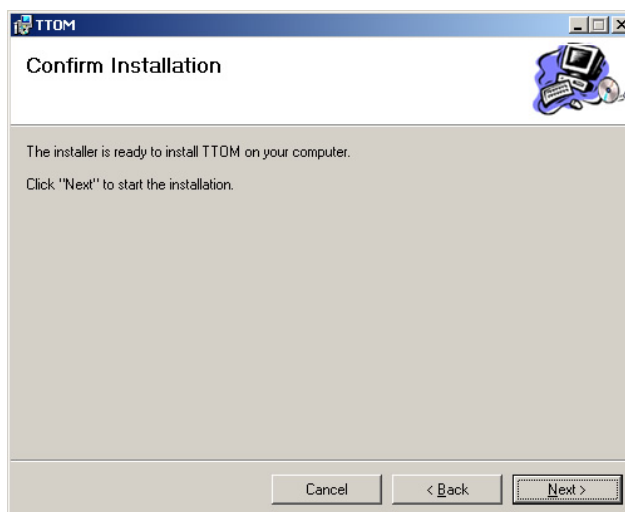 TTOM
Confirm Installation
The installer is ready to install TTOM on your computer.
Click "Next" to start the installation.
Cancel
< Back
Next >